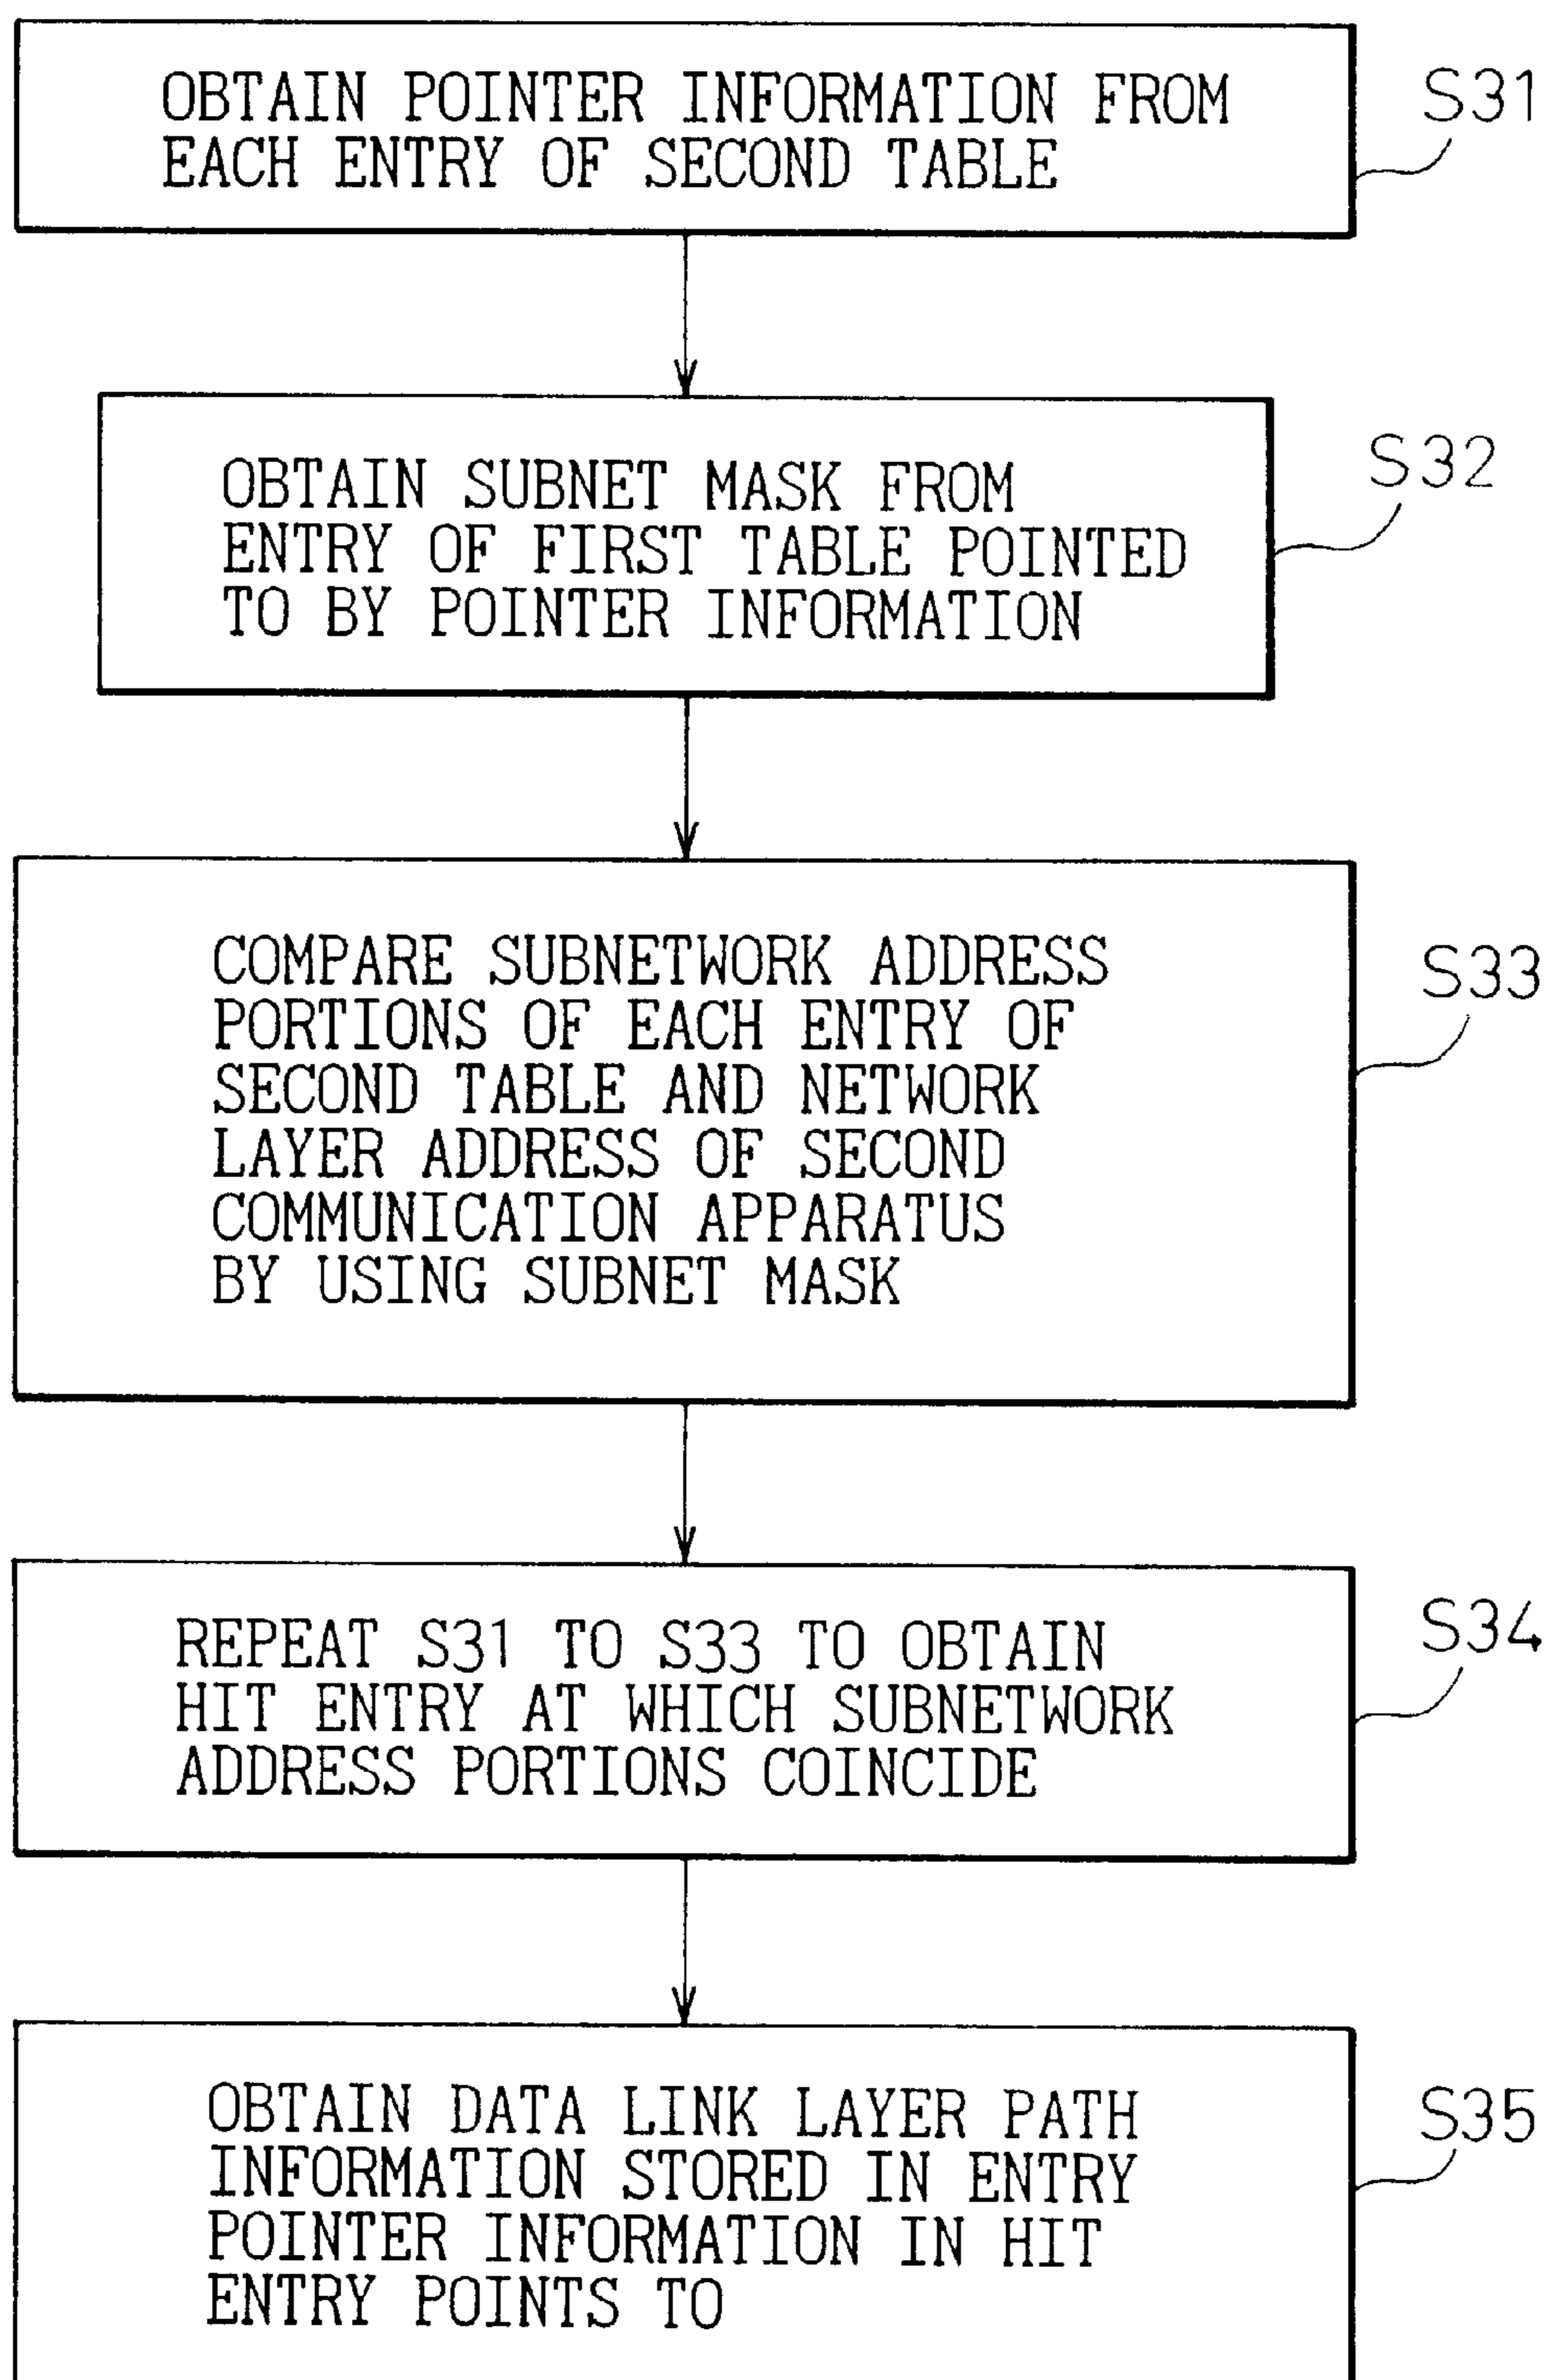 OBTAIN POINTER INFORMATION FROM
EACH ENTRY OF SECOND TABLE
S31
OBTAIN SUBNET MASK FROM
ENTRY OF FIRST TABLE POINTED
TO BY POINTER INFORMATION
S32
COMPARE SUBNETWORK ADDRESS
PORTIONS OF EACH ENTRY OF
SECOND TABLE AND NETWORK
LAYER ADDRESS OF SECOND
COMMUNICATION APPARATUS
BY USING SUBNET MASK
S33
REPEAT S31 TO S33 TO OBTAIN
HIT ENTRY AT WHICH SUBNETWORK
ADDRESS PORTIONS COINCIDE
S34
OBTAIN DATA LINK LAYER PATH
INFORMATION STORED IN ENTRY
POINTER INFORMATION IN HIT
ENTRY POINTS TO
S35